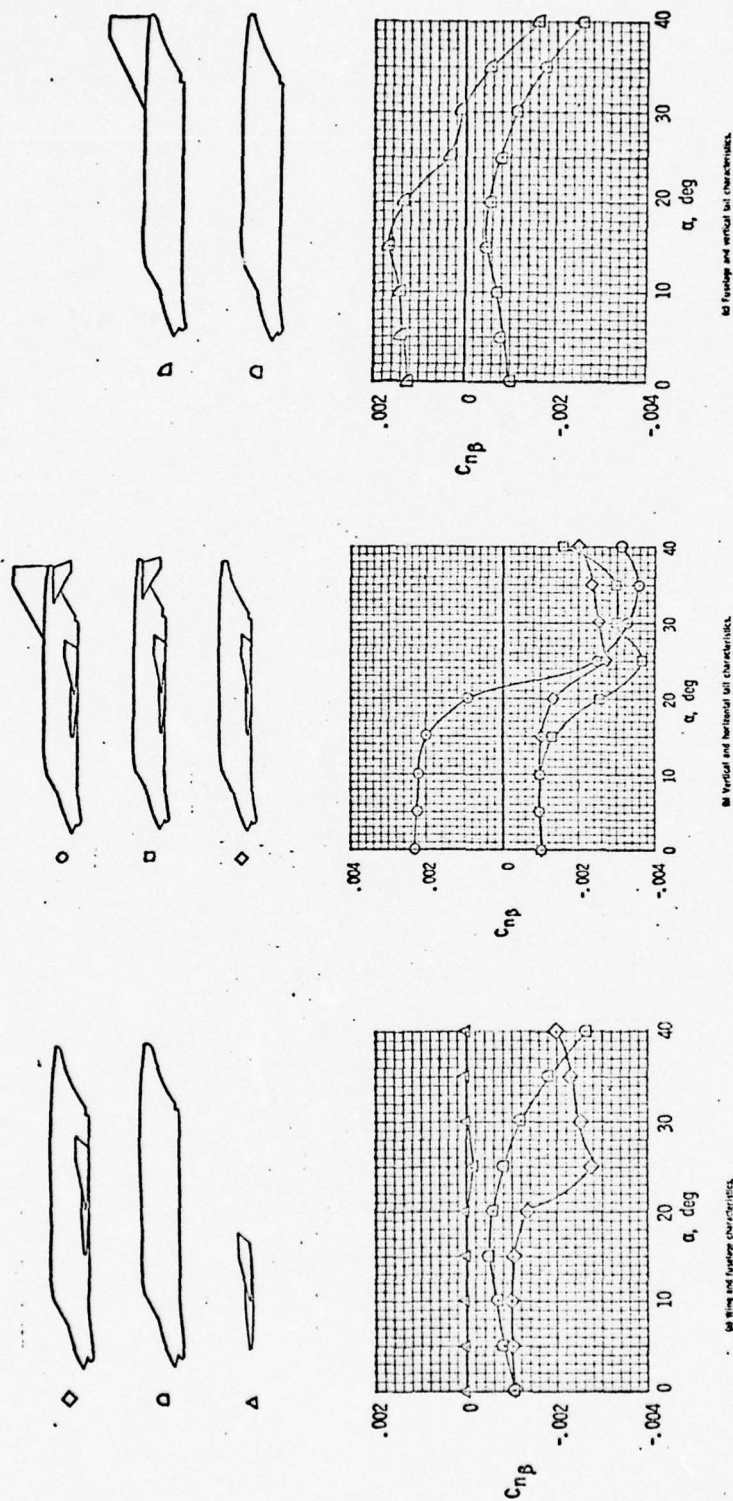 .002
0
-.002
-.004
Cnβ
0 10 20 30 40
α, deg
(a) Wing and fuselage characteristics.
.004
.002
0
-.002
-.004
Cnβ
0 10 20 30 40
α, deg
(b) Vertical and horizontal tail characteristics.
.002
0
-.002
-.004
Cnβ
0 10 20 30 40
α, deg
(c) Fuselage and vertical tail characteristics.